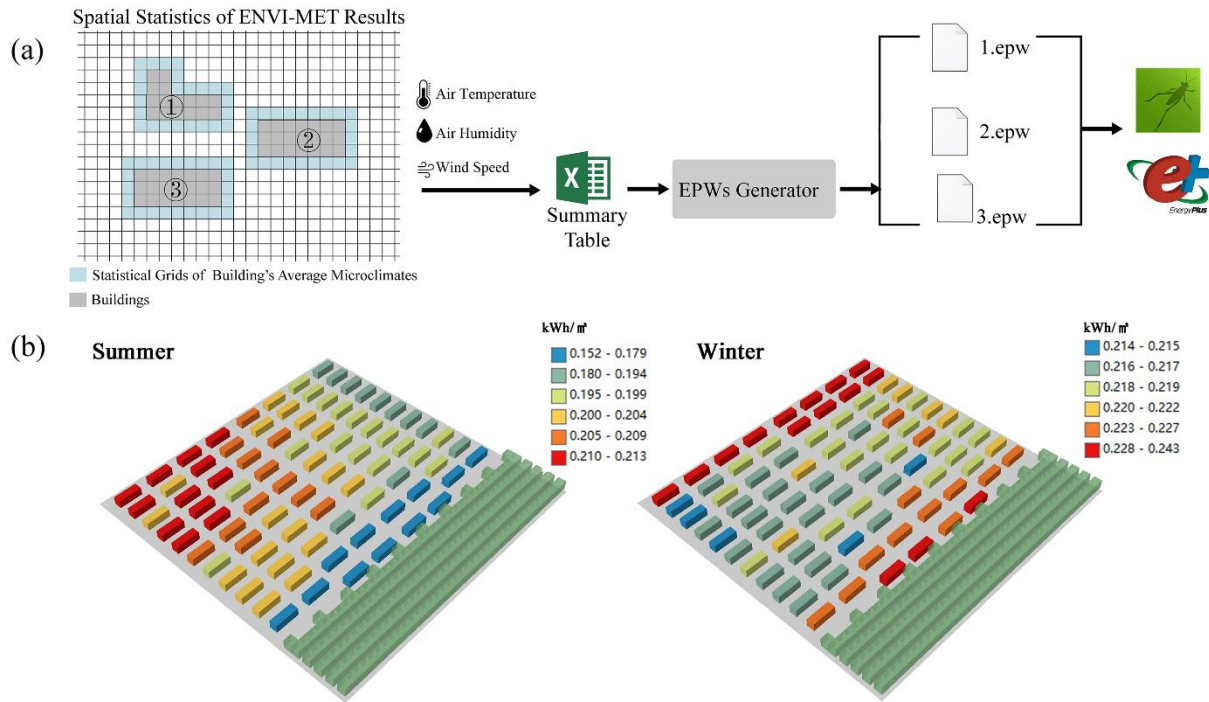 Spatial Statistics of ENVI-MET Results
(a)
①
②
③
Statistical Grids of Building's Average Microclimates
Buildings
Air Temperature
Air Humidity
Wind Speed
X
Summary
Table
EPWs Generator
1.epw
2.epw
3.epw
e+
EnergyPlus
(b)
Summer
kWh/㎡
0.152 - 0.179
0.180 - 0.194
0.195 - 0.199
0.200 - 0.204
0.205 - 0.209
0.210 - 0.213
Winter
kWh/㎡
0.214 - 0.215
0.216 - 0.217
0.218 - 0.219
0.220 - 0.222
0.223 - 0.227
0.228 - 0.243